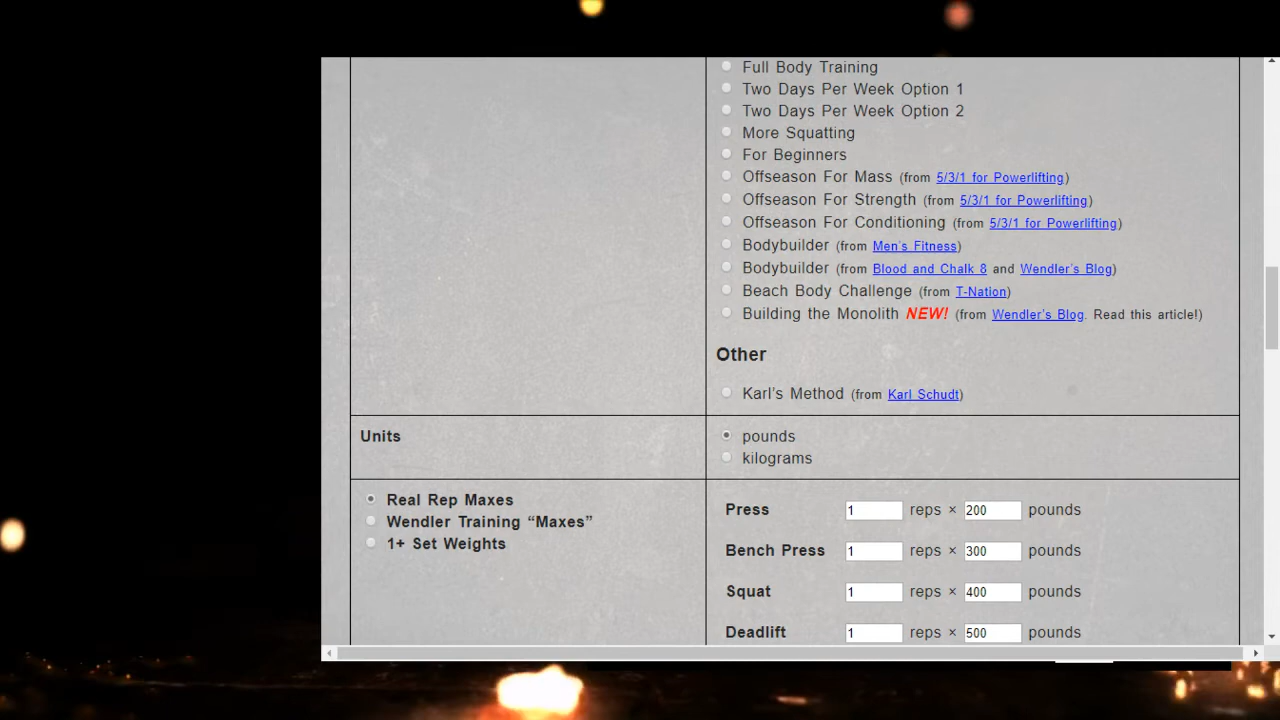 Full Body Training
Two Days Per Week Option 1
Two Days Per Week Option 2
More Squatting
For Beginners
Offseason For Mass (from 5/3/1 for Powerlifting)
Offseason For Strength (from 5/3/1 for Powerlifting)
Offseason For Conditioning (from 5/3/1 for Powerlifting)
Bodybuilder (from Men's Fitness)
Bodybuilder (from Blood and Chalk 8 and Wendler's Blog)
Beach Body Challenge (from T-Nation)
Building the Monolith NEW! (from Wendler's Blog. Read this article!)
Other
Karl's Method (from Karl Schudt)
Units
pounds
kilograms
Real Rep Maxes
Wendler Training “Maxes”
1+ Set Weights
Press 1 reps × 200 pounds
Bench Press 1 reps × 300 pounds
Squat 1 reps × 400 pounds
Deadlift 1 reps × 500 pounds